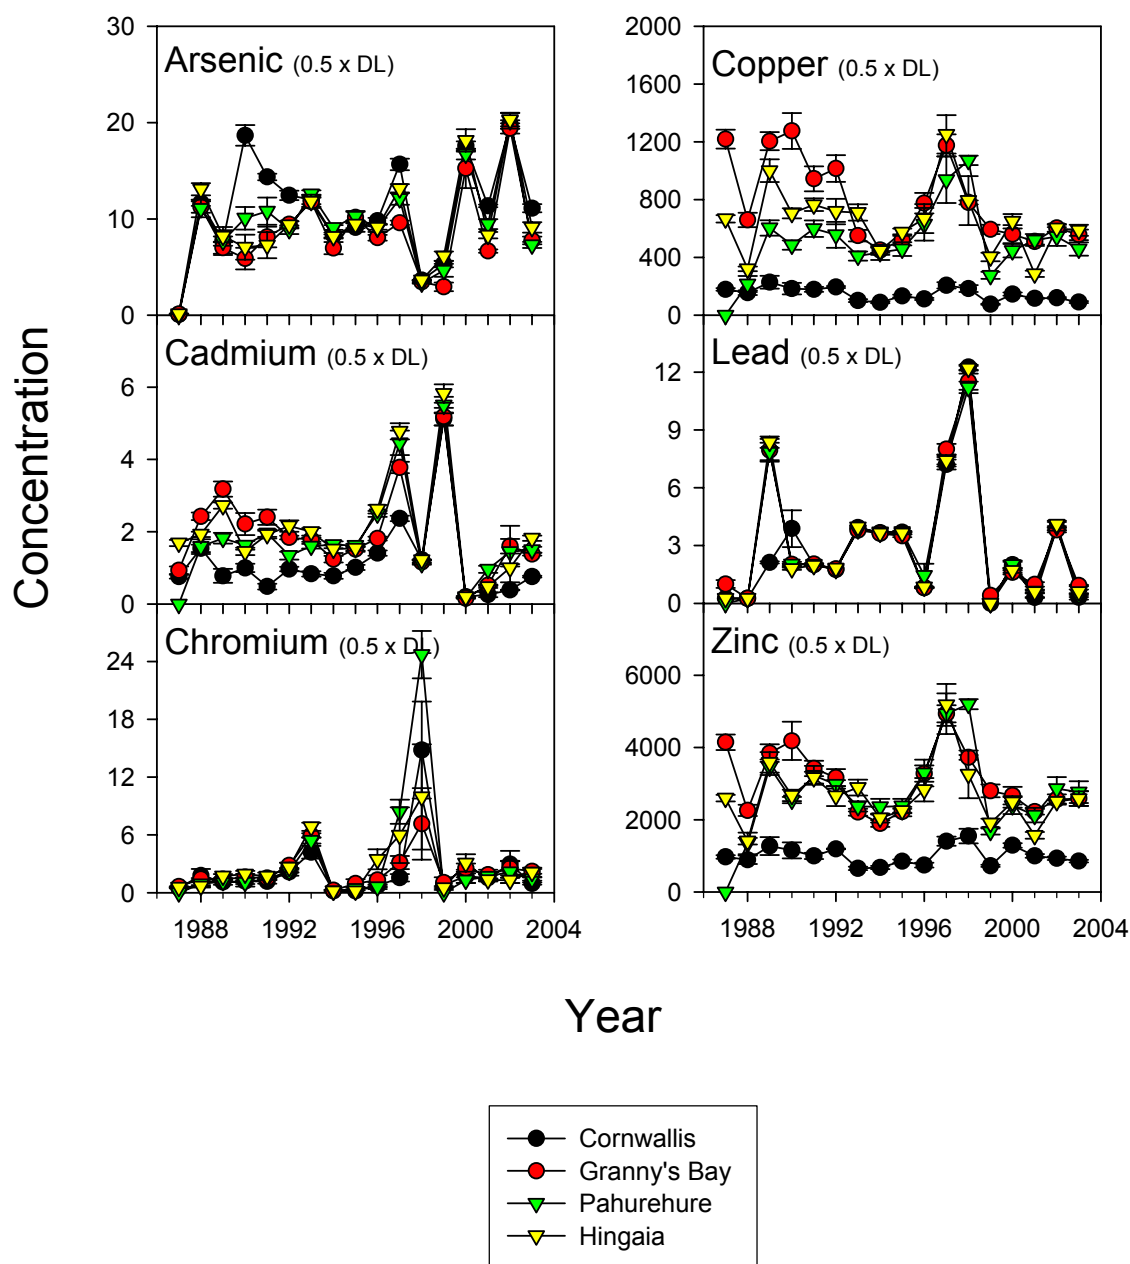 30
20
10
0
Arsenic (0.5 x DL)
2000
1600
1200
800
400
0
Copper (0.5 x DL)
6
4
2
0
Cadmium (0.5 x DL)
12
9
6
3
0
Lead (0.5 x DL)
24
18
12
6
0
Chromium (0.5 x DL)
1988 1992 1996 2000 2004
6000
4000
2000
0
Zinc (0.5 x DL)
1988 1992 1996 2000 2004
Concentration
Year
Cornwallis
Granny's Bay
Pahurehure
Hingaia